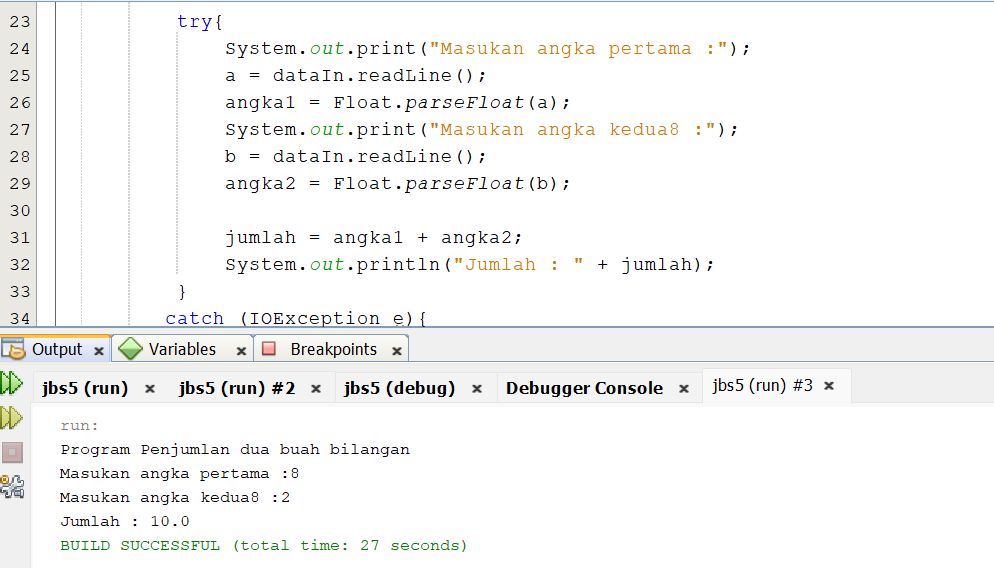 23 try{
24 System.out.print("Masukan angka pertama :");
25 a = dataIn.readLine();
26 angka1 = Float.parseFloat(a);
27 System.out.print("Masukan angka kedua8 :");
28 b = dataIn.readLine();
29 angka2 = Float.parseFloat(b);
30
31 jumlah = angka1 + angka2;
32 System.out.println("Jumlah : " + jumlah);
33 }
34 catch (IOException e){
Output × Variables × Breakpoints ×
jbs5 (run) × jbs5 (run) #2 × jbs5 (debug) × Debugger Console × jbs5 (run) #3 ×
run:
Program Penjumlan dua buah bilangan
Masukan angka pertama :8
Masukan angka kedua8 :2
Jumlah : 10.0
BUILD SUCCESSFUL (total time: 27 seconds)